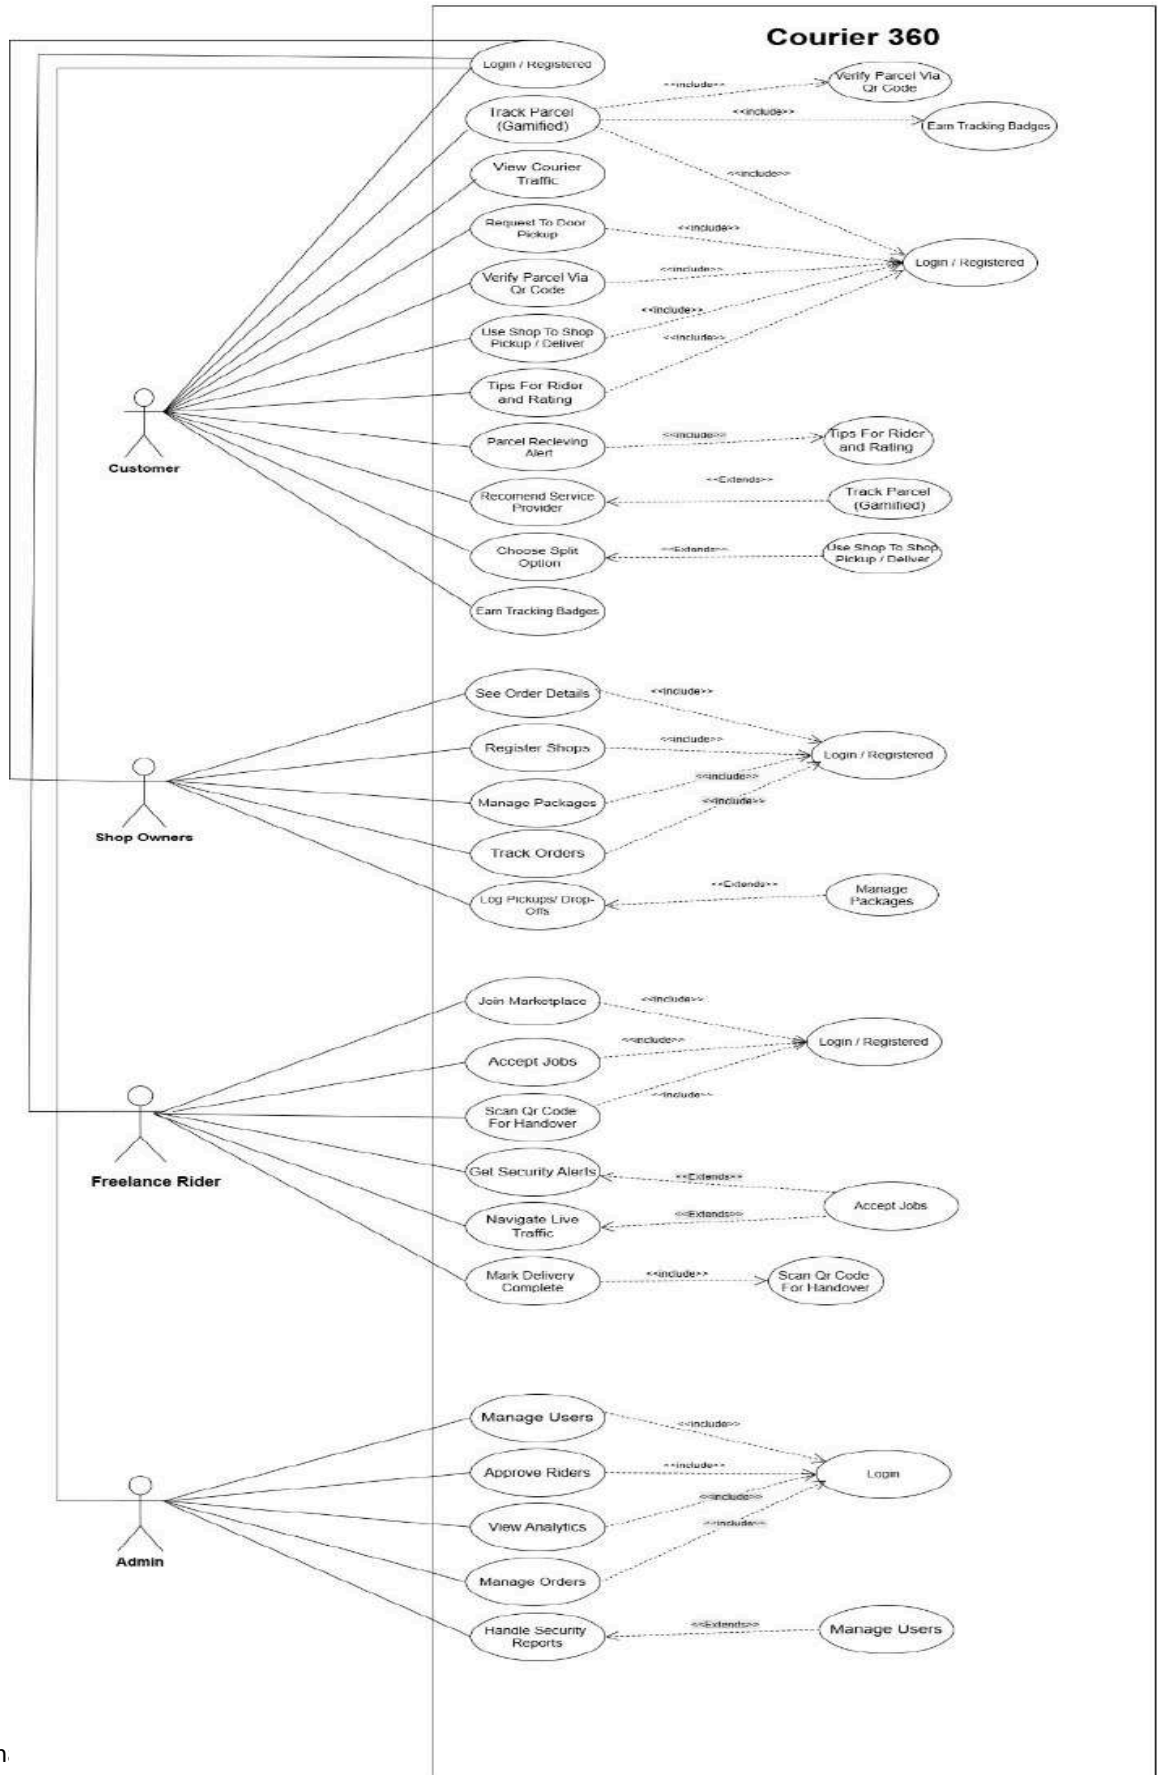 Courier 360
Login / Registered
<<include>>
Verify Parcel Via
Qr Code
Track Parcel
(Gamified)
<<include>>
Earn Tracking Badges
View Courier
Traffic
<<include>>
Request To Door
Pickup
<<include>>
Login / Registered
Verify Parcel Via
Qr Code
<<include>>
Use Shop To Shop
Pickup / Deliver
<<include>>
<<include>>
Tips For Rider
and Rating
Customer
Parcel Recieving
Alert
<<include>>
Tips For Rider
and Rating
Recomend Service
Provider
<<Extends>>
Track Parcel
(Gamified)
Choose Split
Option
<<Extends>>
Use Shop To Shop
Pickup / Deliver
Earn Tracking Badges
See Order Details
<<include>>
Register Shops
<<include>>
Login / Registered
<<include>>
Manage Packages
<<include>>
Shop Owners
Track Orders
Log Pickups/ Drop-
Offs
<<Extends>>
Manage
Packages
Join Marketplace
<<include>>
<<include>>
Login / Registered
Accept Jobs
<<include>>
Scan Qr Code
For Handover
Freelance Rider
Get Security Alerts
<<Extends>>
Accept Jobs
Navigate Live
Traffic
<<Extends>>
Mark Delivery
Complete
<<include>>
Scan Qr Code
For Handover
Manage Users
<<include>>
Approve Riders
<<include>>
Login
<<include>>
View Analytics
<<include>>
Admin
Manage Orders
Handle Security
Reports
<<Extends>>
Manage Users